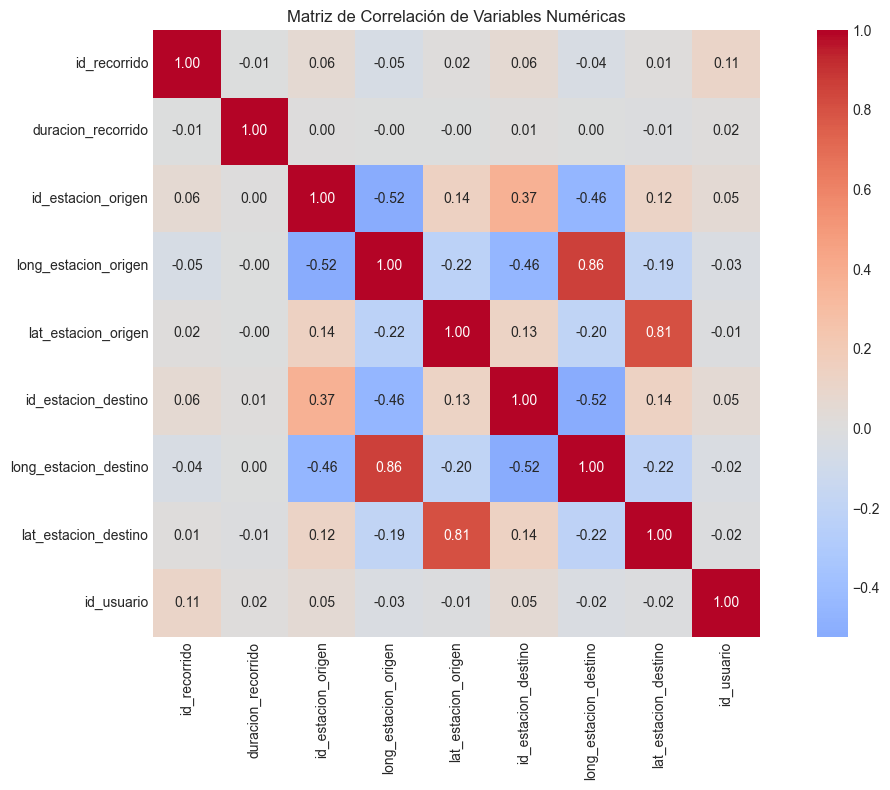 Matriz de Correlación de Variables Numéricas
id_recorrido 1.00 -0.01 0.06 -0.05 0.02 0.06 -0.04 0.01 0.11
duracion_recorrido -0.01 1.00 0.00 -0.00 -0.00 0.01 0.00 -0.01 0.02
id_estacion_origen 0.06 0.00 1.00 -0.52 0.14 0.37 -0.46 0.12 0.05
long_estacion_origen -0.05 -0.00 -0.52 1.00 -0.22 -0.46 0.86 -0.19 -0.03
lat_estacion_origen 0.02 -0.00 0.14 -0.22 1.00 0.13 -0.20 0.81 -0.01
id_estacion_destino 0.06 0.01 0.37 -0.46 0.13 1.00 -0.52 0.14 0.05
long_estacion_destino -0.04 0.00 -0.46 0.86 -0.20 -0.52 1.00 -0.22 -0.02
lat_estacion_destino 0.01 -0.01 0.12 -0.19 0.81 0.14 -0.22 1.00 -0.02
id_usuario 0.11 0.02 0.05 -0.03 -0.01 0.05 -0.02 -0.02 1.00
id_recorrido
duracion_recorrido
id_estacion_origen
long_estacion_origen
lat_estacion_origen
id_estacion_destino
long_estacion_destino
lat_estacion_destino
id_usuario
1.0
0.8
0.6
0.4
0.2
0.0
−0.2
−0.4